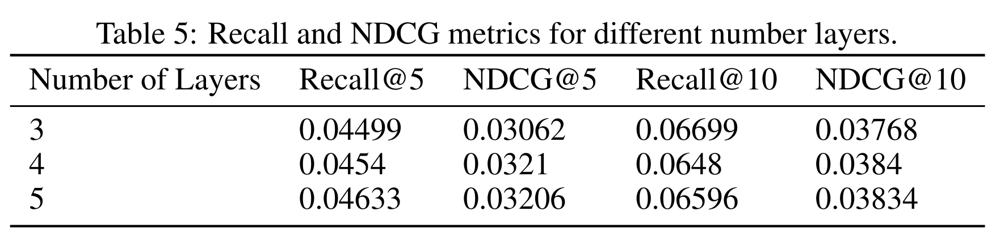 Table 5: Recall and NDCG metrics for different number layers.
Number of Layers Recall@5 NDCG@5 Recall@10 NDCG@10
3 0.04499 0.03062 0.06699 0.03768
4 0.0454 0.0321 0.0648 0.0384
5 0.04633 0.03206 0.06596 0.03834